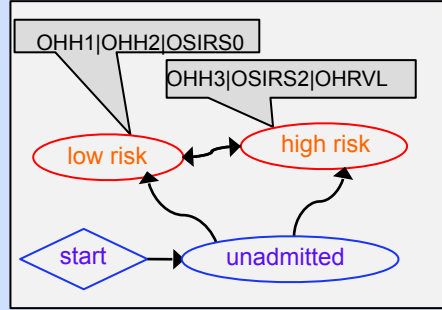 OHH1|OHH2|OSIRS0
OHH3|OSIRS2|OHRVL
low risk
high risk
start
unadmitted